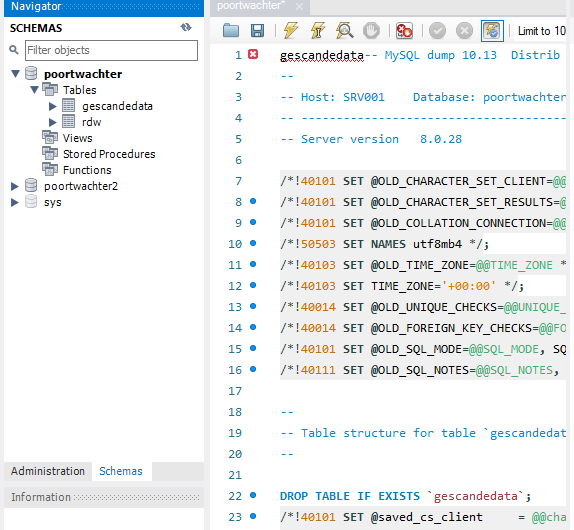 Navigator
SCHEMAS
Filter objects
poortwachter
Tables
gescandedata
rdw
Views
Stored Procedures
Functions
poortwachter2
sys
Administration Schemas
Information
poortwachter*
Limit to 10
1 gescandedata-- MySQL dump 10.13 Distrib
2 --
3 -- Host: SRV001 Database: poortwachter
4 -- ------------------------------------
5 -- Server version 8.0.28
6
7 /*!40101 SET @OLD_CHARACTER_SET_CLIENT=@
8 /*!40101 SET @OLD_CHARACTER_SET_RESULTS=@
9 /*!40101 SET @OLD_COLLATION_CONNECTION=@@
10 /*!50503 SET NAMES utf8mb4 */;
11 /*!40103 SET @OLD_TIME_ZONE=@@TIME_ZONE *
12 /*!40103 SET TIME_ZONE='+00:00' */;
13 /*!40014 SET @OLD_UNIQUE_CHECKS=@@UNIQUE_
14 /*!40014 SET @OLD_FOREIGN_KEY_CHECKS=@@FO
15 /*!40101 SET @OLD_SQL_MODE=@@SQL_MODE, SQ
16 /*!40111 SET @OLD_SQL_NOTES=@@SQL_NOTES,
17
18 --
19 -- Table structure for table `gescandedat
20 --
21
22 DROP TABLE IF EXISTS `gescandedata`;
23 /*!40101 SET @saved_cs_client = @@cha